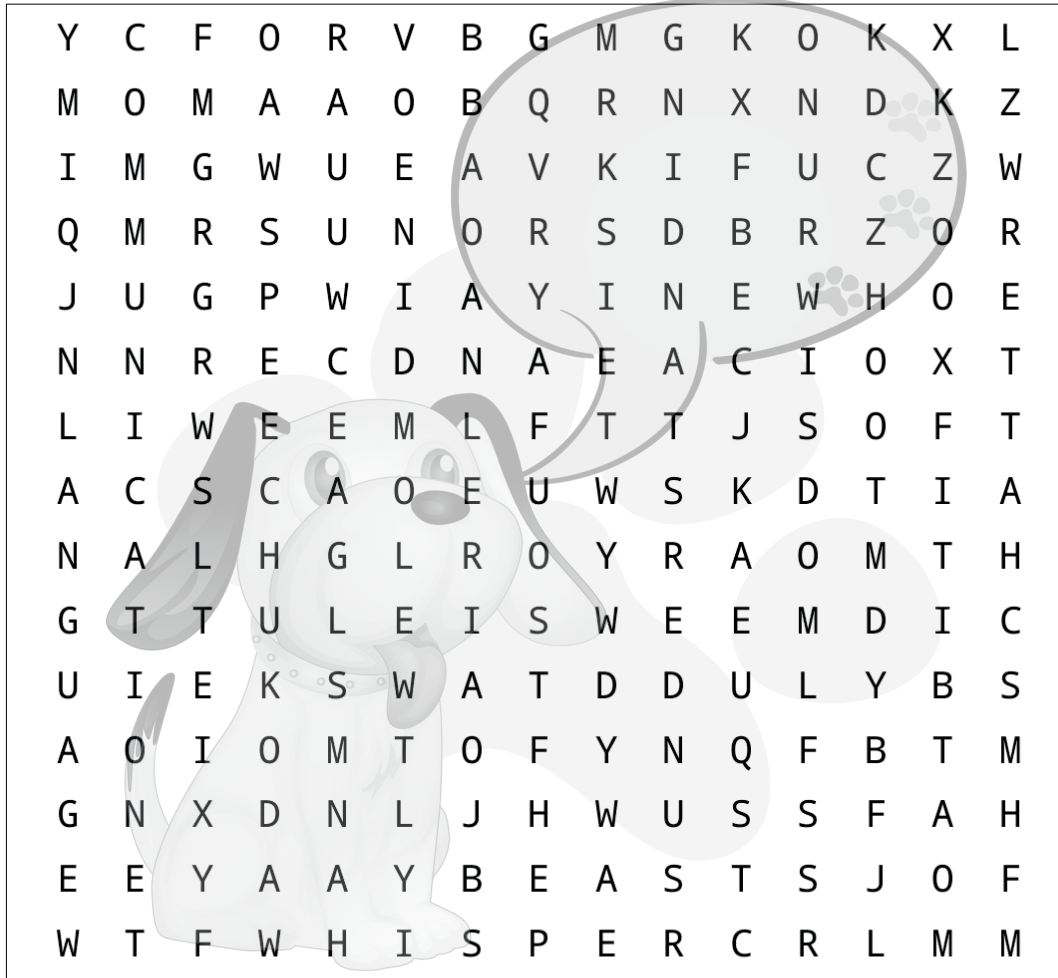 Y C F O R V B G M G K O K X L
M O M A A O B Q R N X N D K Z
I M G W U E A V K I F U C Z W
Q M R S U N O R S D B R Z O R
J U G P W I A Y I N E W H O E
N N R E C D N A E A C I O X T
L I W E E M L F T T J S O F T
A C S C A O E U W S K D T I A
N A L H G L R O Y R A O M T H
G T T U L E I S W E E M D I C
U I E K S W A T D D U L Y B S
A O I O M T O F Y N Q F B T M
G N X D N L J H W U S S F A H
E E Y A A Y B E A S T S J O F
W T F W H I S P E R C R L M M